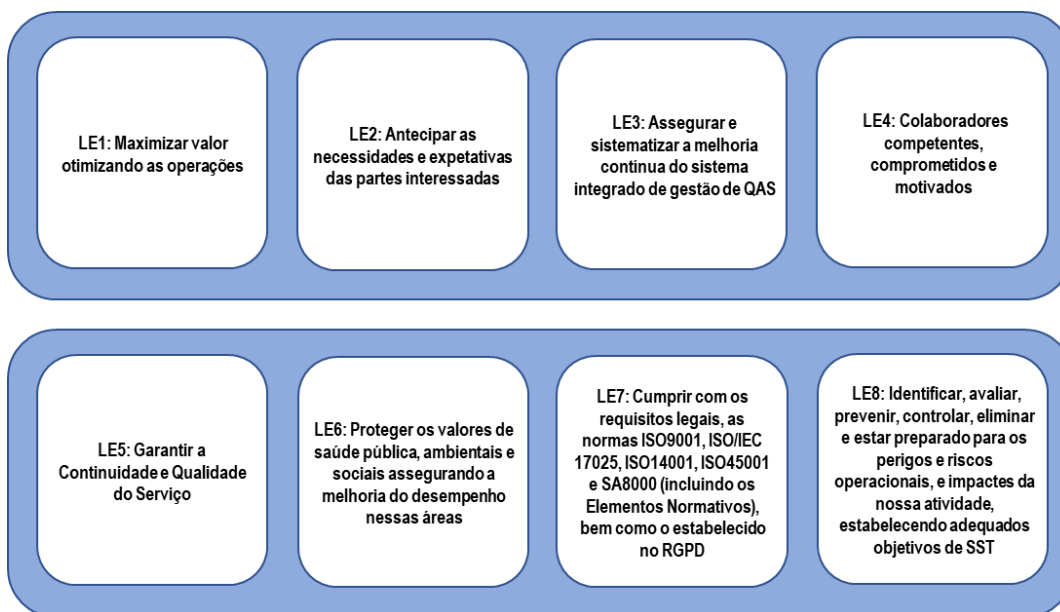 LE1: Maximizar valor
otimizando as operações
LE2: Antecipar as
necessidades e expetativas
das partes interessadas
LE3: Assegurar e
sistematizar a melhoria
contínua do sistema
integrado de gestão de QAS
LE4: Colaboradores
competentes,
comprometidos e
motivados
LE5: Garantir a
Continuidade e Qualidade
do Serviço
LE6: Proteger os valores de
saúde pública, ambientais e
sociais assegurando a
melhoria do desempenho
nessas áreas
LE7: Cumprir com os
requisitos legais, as
normas ISO9001, ISO/IEC
17025, ISO14001, ISO45001
e SA8000 (incluindo os
Elementos Normativos),
bem como o estabelecido
no RGPD
LE8: Identificar, avaliar,
prevenir, controlar, eliminar
e estar preparado para os
perigos e riscos
operacionais, e impactes da
nossa atividade,
estabelecendo adequados
objetivos de SST